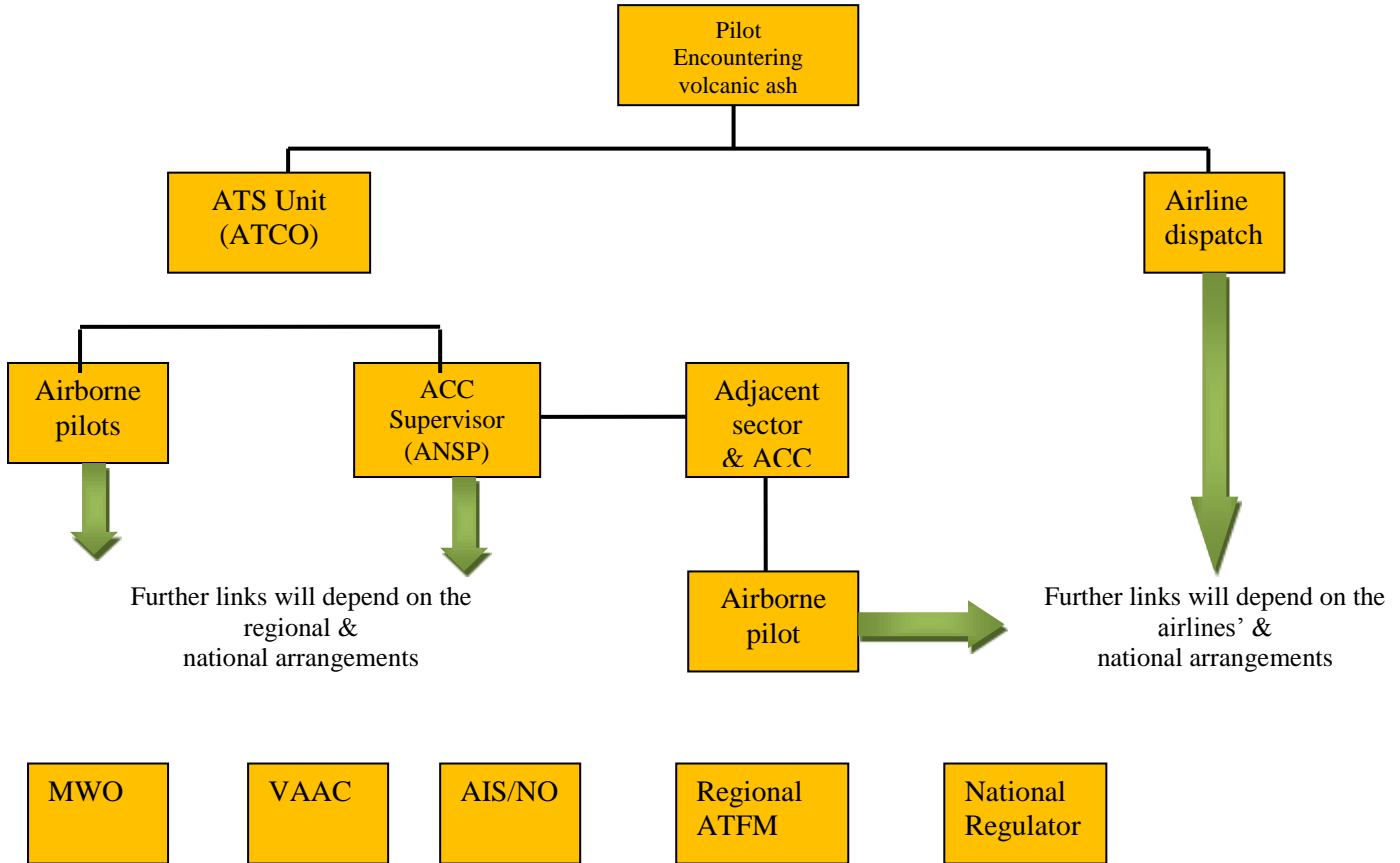 Pilot
Encountering
volcanic ash
ATS Unit
(ATCO)
Airline
dispatch
Airborne
pilots
ACC
Supervisor
(ANSP)
Adjacent
sector
& ACC
Further links will depend on the
regional &
national arrangements
Airborne
pilot
Further links will depend on the
airlines’ &
national arrangements
MWO
VAAC
AIS/NO
Regional
ATFM
National
Regulator